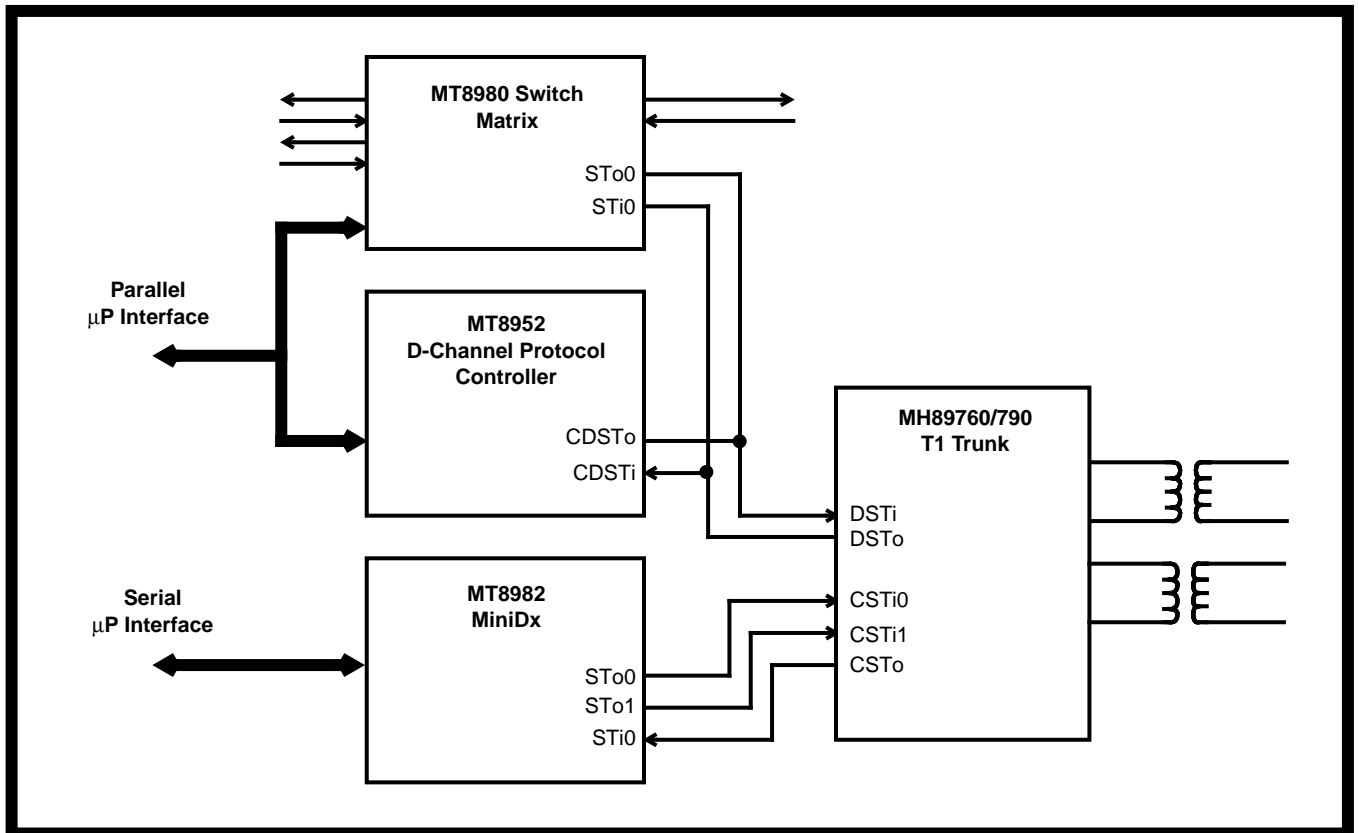 MT8980 Switch
Matrix
STo0
STi0
Parallel
μP Interface
MT8952
D-Channel Protocol
Controller
CDSTo
CDSTi
MH89760/790
T1 Trunk
DSTi
DSTo
CSTi0
CSTi1
CSTo
Serial
μP Interface
MT8982
MiniDx
STo0
STo1
STi0